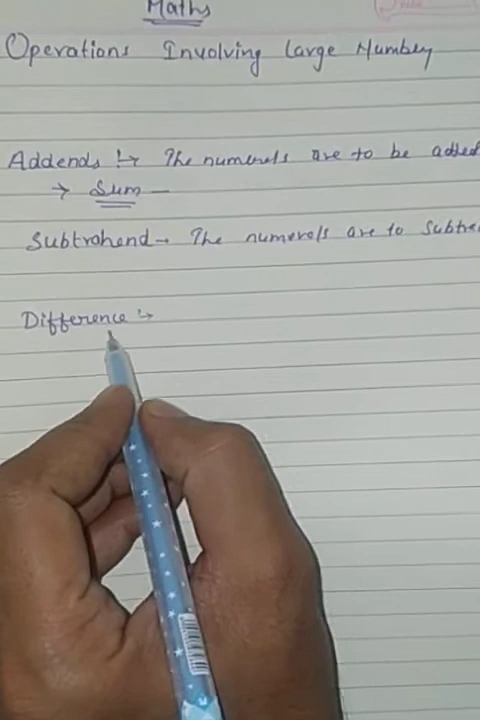 Maths
Operations Involving Large Number
Addends :→ The numerals are to be added
→ Sum —
Subtrahend → The numerals are to Subtra
Difference :→